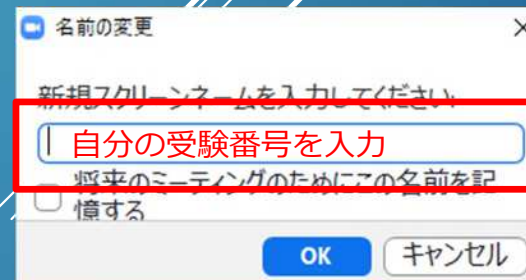 名前の変更
新規スクリーンネームを入力してください:
自分の受験番号を入力
将来のミーティングのためにこの名前を記
憶する
OK キャンセル